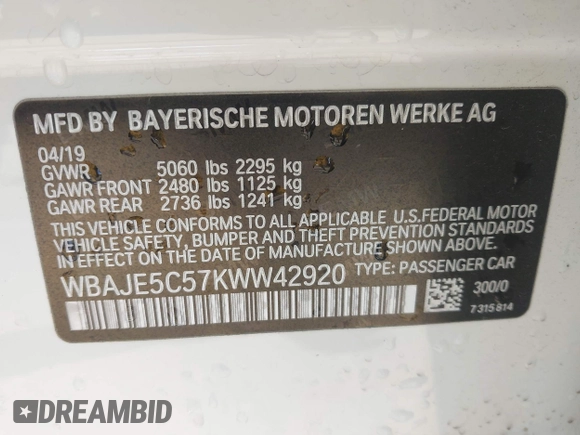 MFD BY BAYERISCHE MOTOREN WERKE AG
04/19
GVWR 5060 lbs 2295 kg
GAWR FRONT 2480 lbs 1125 kg
GAWR REAR 2736 lbs 1241 kg
THIS VEHICLE CONFORMS TO ALL APPLICABLE U.S.FEDERAL MOTOR
VEHICLE SAFETY, BUMPER AND THEFT PREVENTION STANDARDS
IN EFFECT ON THE DATE OF MANUFACTURE SHOWN ABOVE.
WBAJE5C57KWW42920 TYPE: PASSENGER CAR
300/0
7315814
DREAMBID